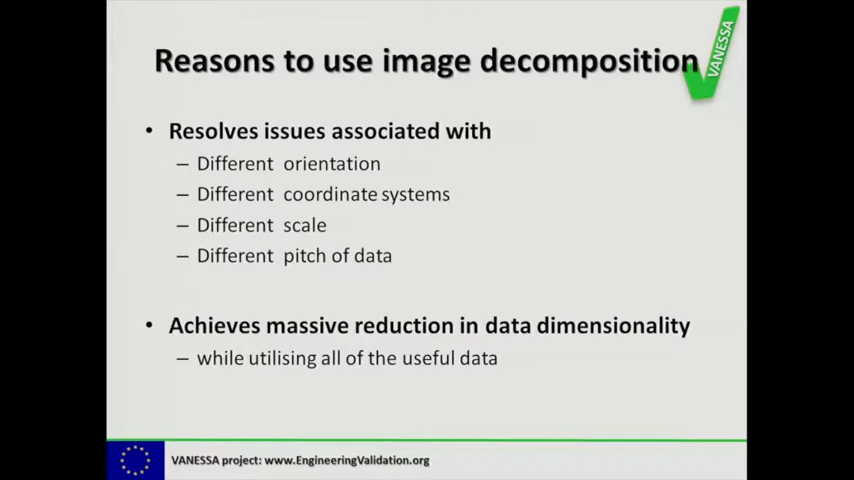 Reasons to use image decomposition
VANESSA
• Resolves issues associated with
– Different orientation
– Different coordinate systems
– Different scale
– Different pitch of data
• Achieves massive reduction in data dimensionality
– while utilising all of the useful data
VANESSA project: www.EngineeringValidation.org